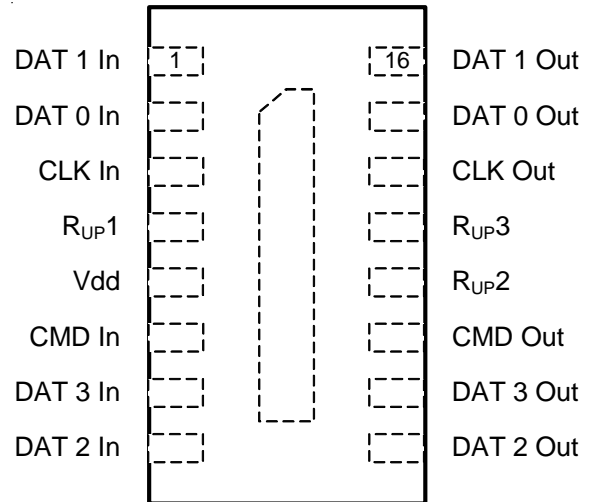 DAT 1 In 1 16 DAT 1 Out
DAT 0 In DAT 0 Out
CLK In CLK Out
RUP1 RUP3
Vdd RUP2
CMD In CMD Out
DAT 3 In DAT 3 Out
DAT 2 In DAT 2 Out